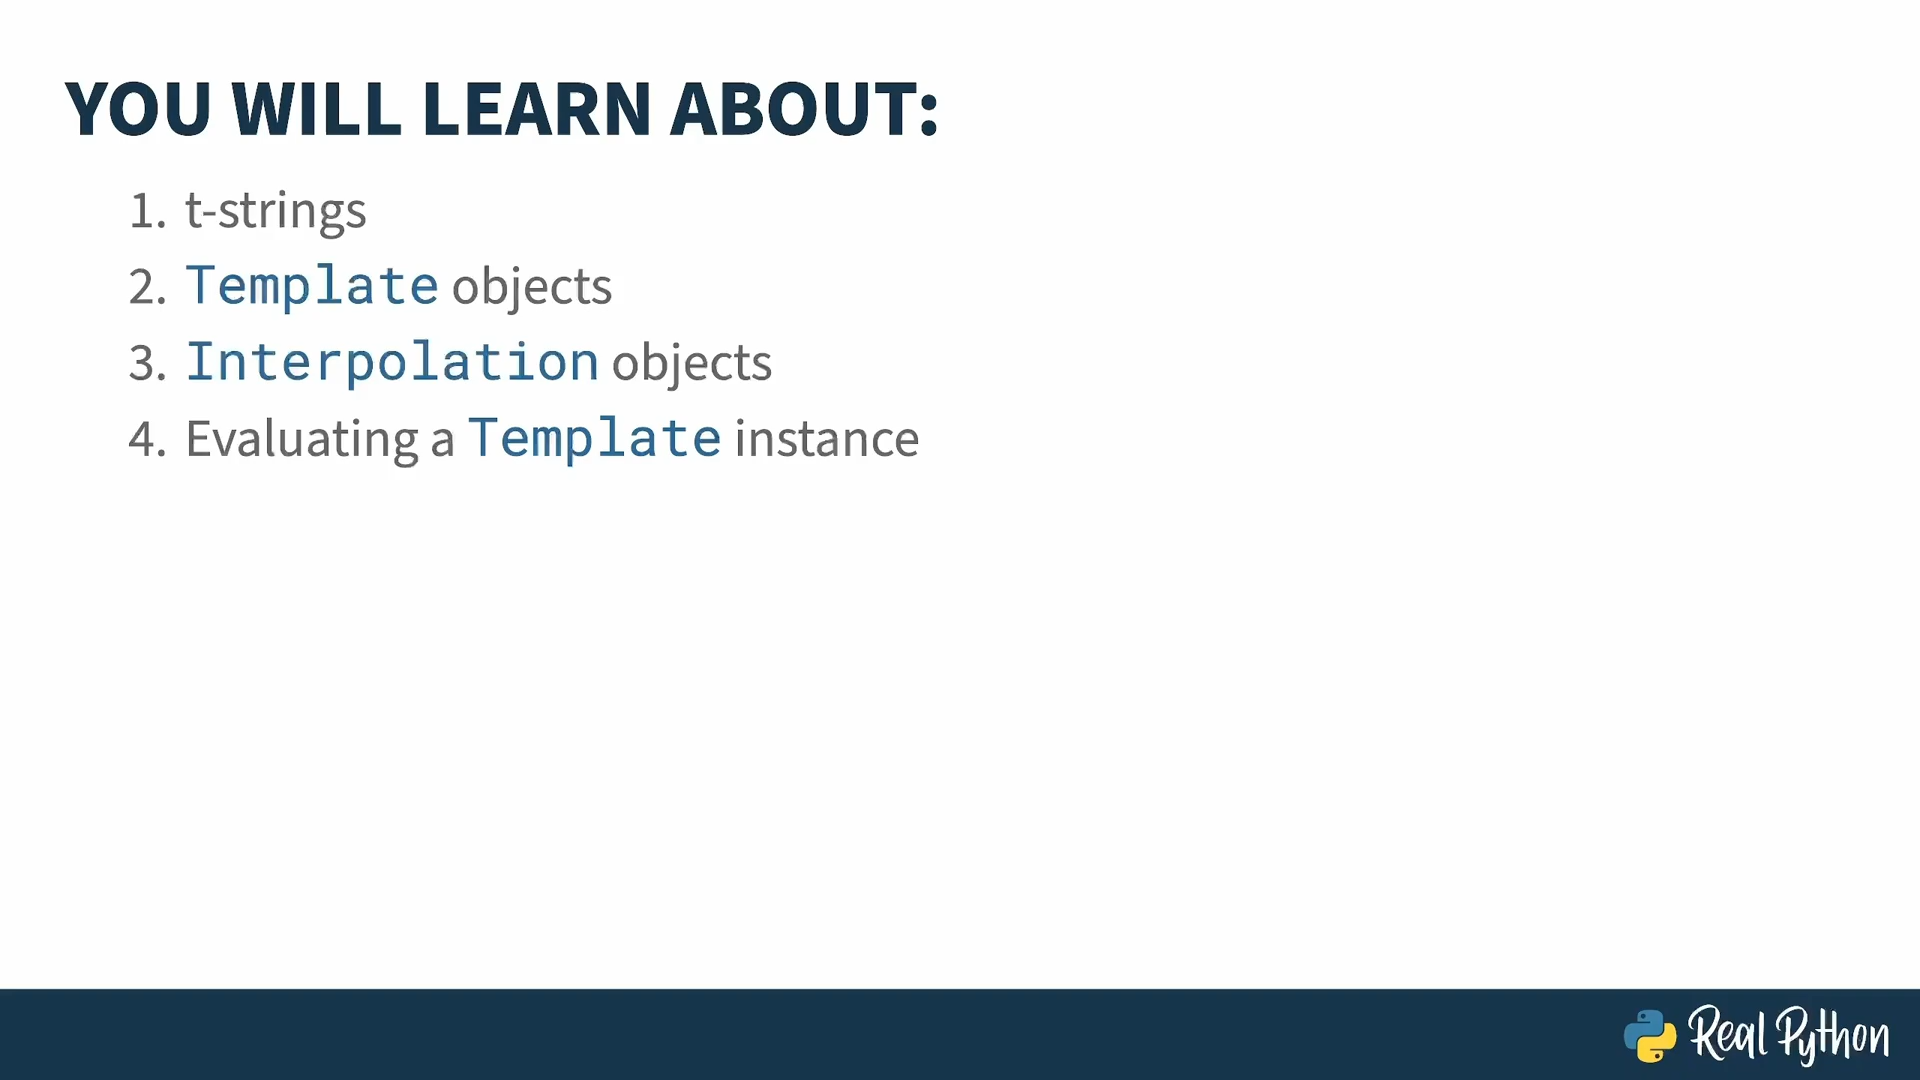 YOU WILL LEARN ABOUT:
1. t-strings
2. Template objects
3. Interpolation objects
4. Evaluating a Template instance
Real Python